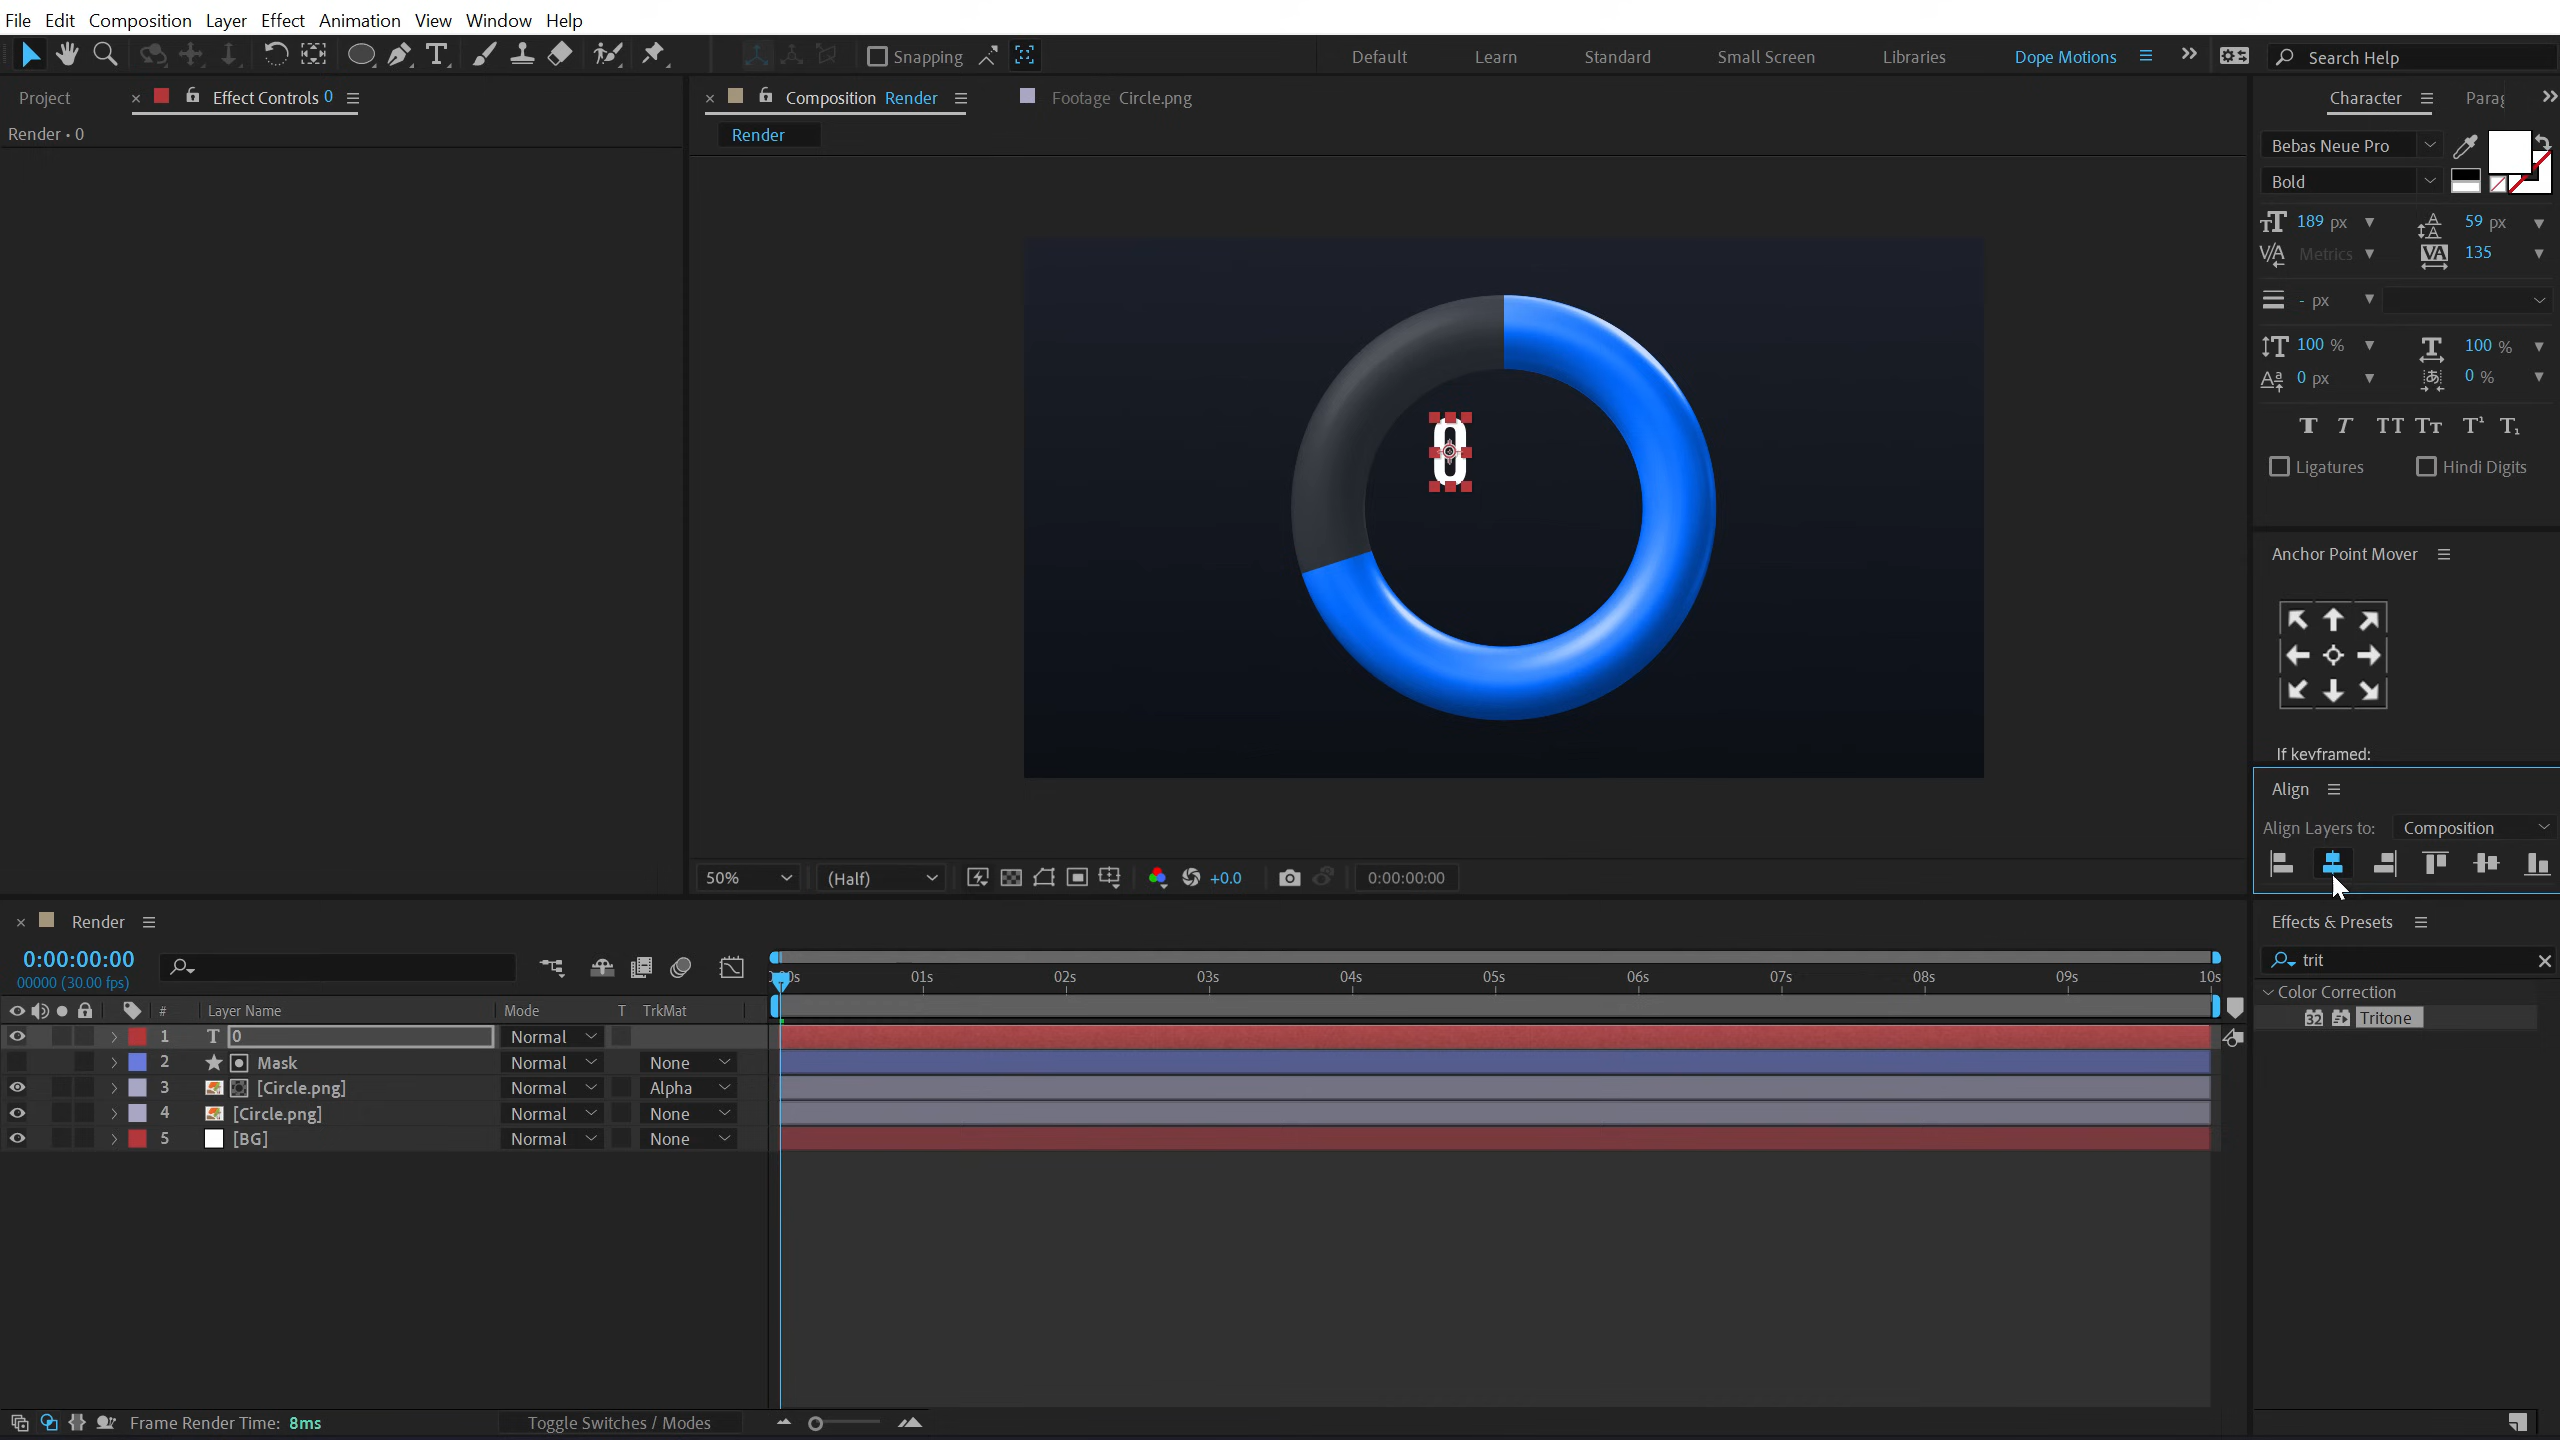 File Edit Composition Layer Effect Animation View Window Help
Snapping Default Learn Standard Small Screen Libraries Dope Motions Search Help
Project Effect Controls 0
Composition Render Footage Circle.png
Character
Render • 0
Render
Bebas Neue Pro
Bold
189 px 59 px
Metrics 135
- px
100 % 100 %
0 px 0 %
Ligatures Hindi Digits
0
Anchor Point Mover
If keyframed:
Align
Align Layers to: Composition
50% (Half) +0.0 0:00:00:00
Render
Effects & Presets
0:00:00:00
00000 (30.00 fps)
trit
01s 02s 03s 04s 05s 06s 07s 08s 09s 10s
Color Correction
Tritone
# Layer Name Mode T TrkMat
1 0 Normal
2 Mask Normal None
3 [Circle.png] Normal Alpha
4 [Circle.png] Normal None
5 [BG] Normal None
Frame Render Time: 8ms Toggle Switches / Modes